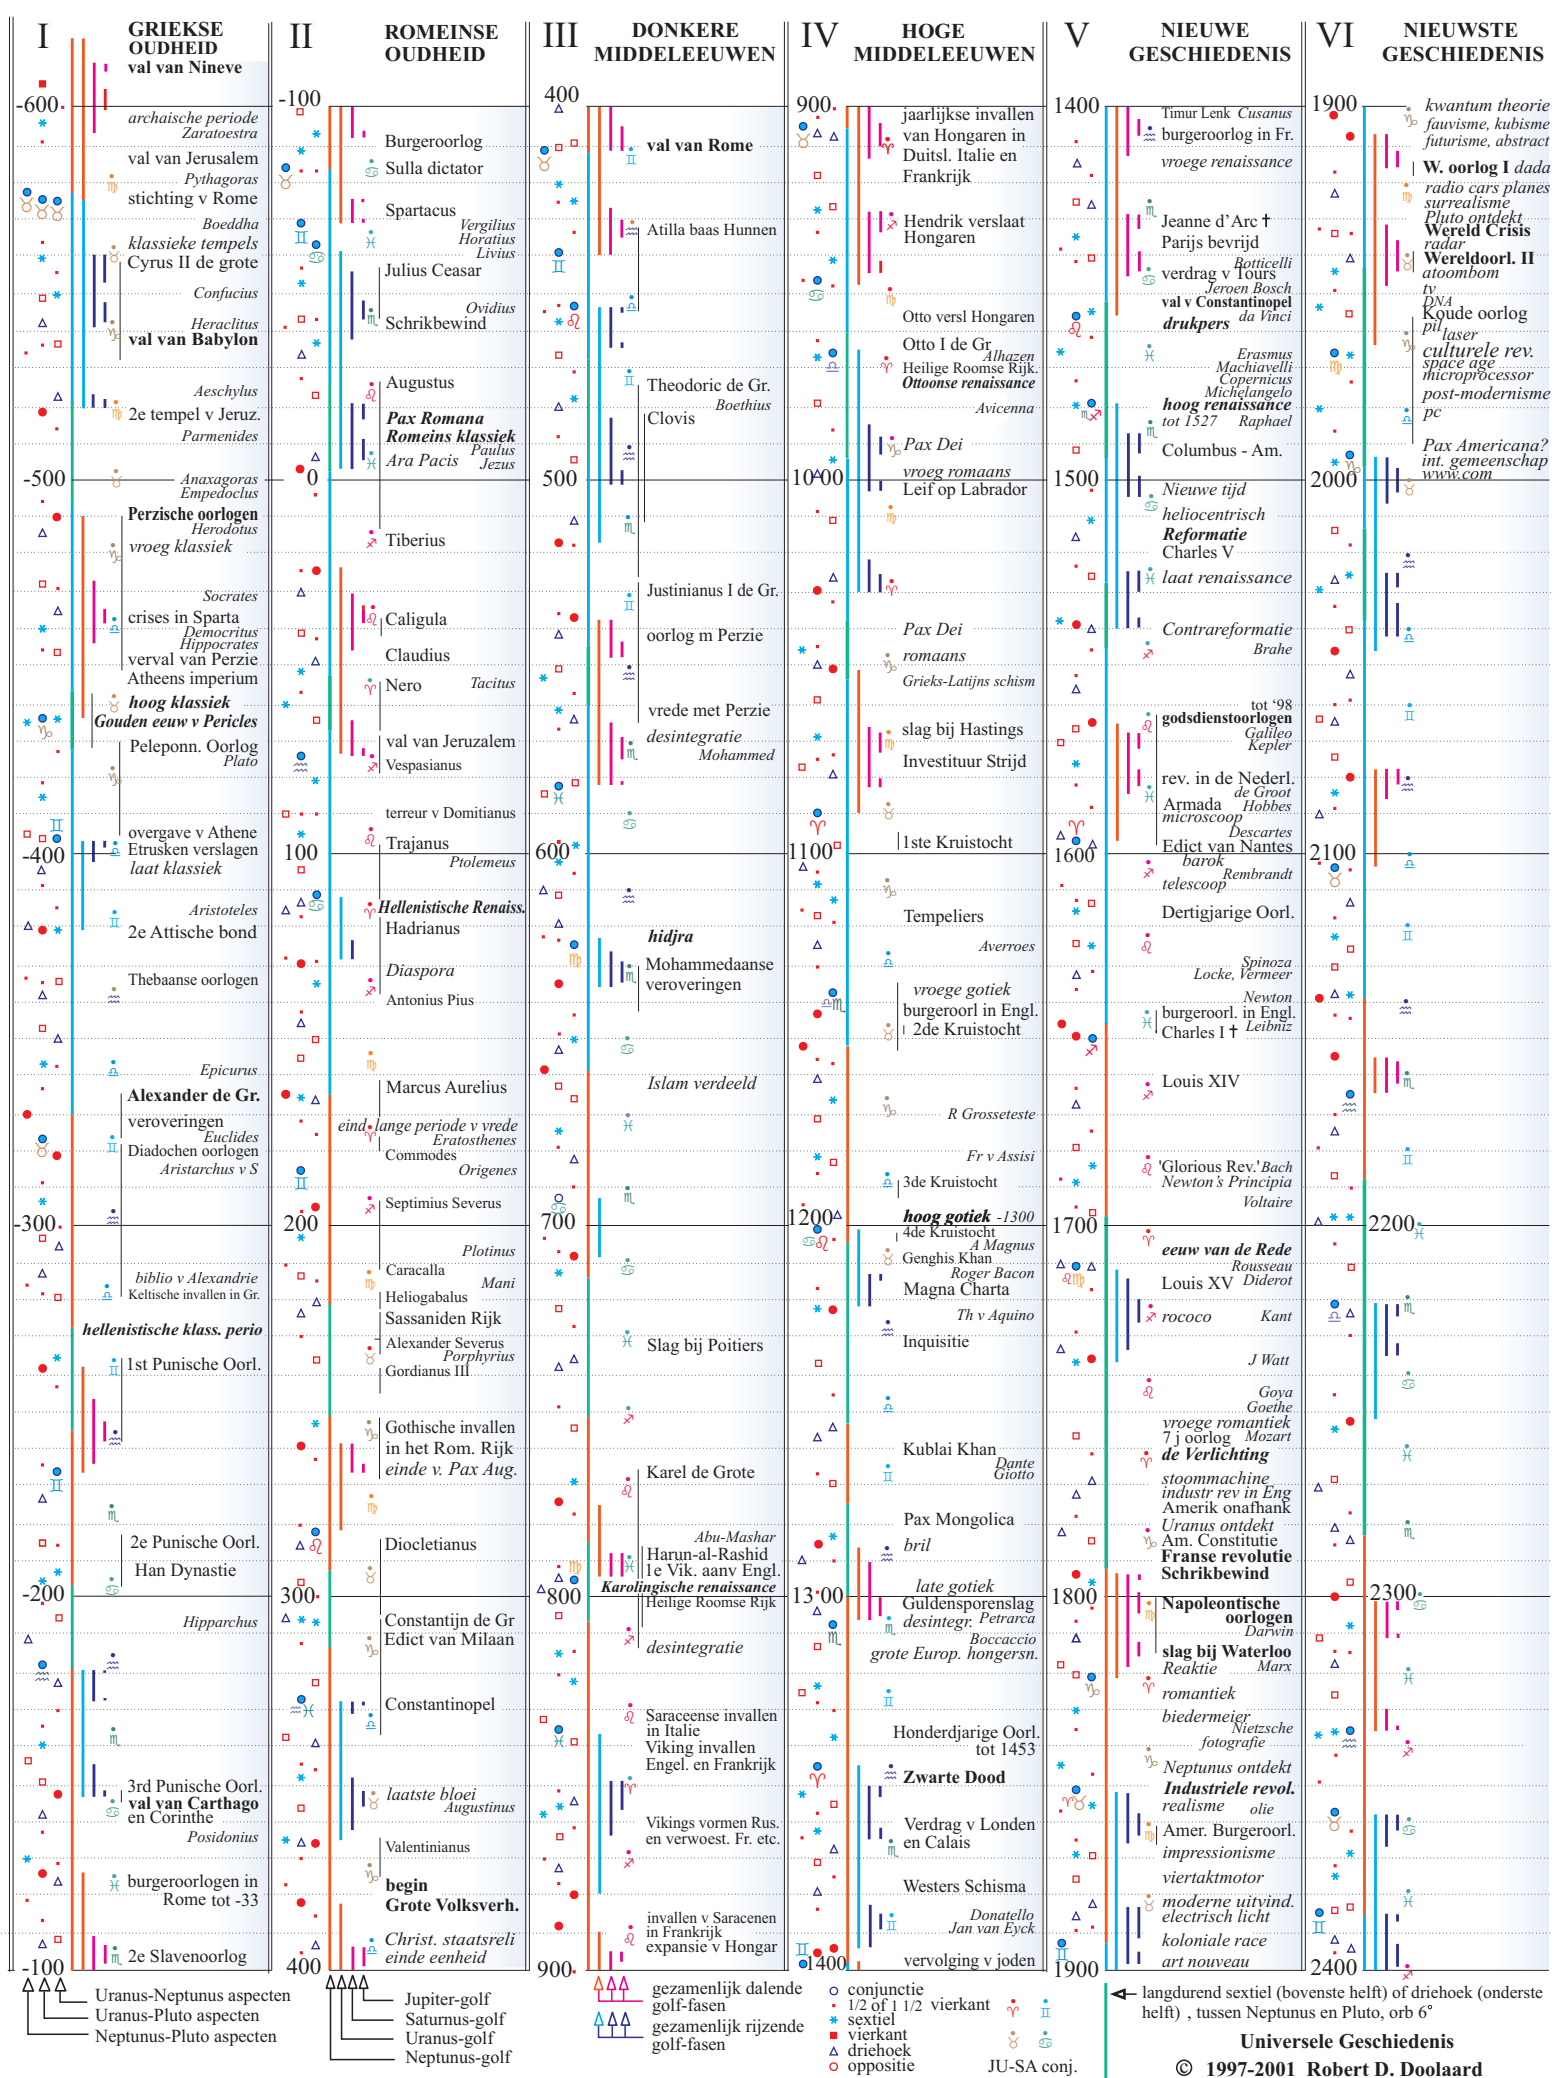 I
GRIEKSE
OUDHEID
val van Nineve
-600
archaische periode
Zaratoestra
val van Jerusalem
Pythagoras
stichting v Rome
Boeddha
klassieke tempels
Cyrus II de grote
Confucius
Heraclitus
val van Babylon
Aeschylus
2e tempel v Jeruz.
Parmenides
-500
Anaxagoras
Empedoclus
Perzische oorlogen
Herodotus
vroeg klassiek
Socrates
crises in Sparta
Democritus
Hippocrates
verval van Perzie
Atheens imperium
hoog klassiek
Gouden eeuw v Pericles
Peleponn. Oorlog
Plato
overgave v Athene
Etrusken verslagen
-400
laat klassiek
Aristoteles
2e Attische bond
Thebaanse oorlogen
Epicurus
Alexander de Gr.
veroveringen
Euclides
Diadochen oorlogen
Aristarchus v S
-300
biblio v Alexandrie
Keltische invallen in Gr.
hellenistische klass. perio
1st Punische Oorl.
2e Punische Oorl.
Han Dynastie
-200
Hipparchus
3rd Punische Oorl.
val van Carthago
en Corinthe
Posidonius
burgeroorlogen in
Rome tot -33
2e Slavenoorlog
-100
II
ROMEINSE
OUDHEID
-100
Burgeroorlog
Sulla dictator
Spartacus
Vergilius
Horatius
Livius
Julius Ceasar
Ovidius
Schrikbewind
Augustus
Pax Romana
Romeins klassiek
Paulus
Ara Pacis
Jezus
0
Tiberius
Caligula
Claudius
Nero
Tacitus
val van Jeruzalem
Vespasianus
terreur v Domitianus
Trajanus
100
Ptolemeus
Hellenistische Renaiss.
Hadrianus
Diaspora
Antonius Pius
Marcus Aurelius
eind lange periode v vrede
Eratosthenes
Commodes
Origenes
Septimius Severus
200
Plotinus
Caracalla
Mani
Heliogabalus
Sassaniden Rijk
Alexander Severus
Porphyrius
Gordianus III
Gothische invallen
in het Rom. Rijk
einde v. Pax Aug.
Diocletianus
300
Constantijn de Gr
Edict van Milaan
Constantinopel
laatste bloei
Augustinus
Valentinianus
begin
Grote Volksverh.
Christ. staatsreli
einde eenheid
400
III
DONKERE
MIDDELEEUWEN
400
val van Rome
Atilla baas Hunnen
Theodoric de Gr.
Boethius
Clovis
500
Justinianus I de Gr.
oorlog m Perzie
vrede met Perzie
desintegratie
Mohammed
600
hidjra
Mohammedaanse
veroveringen
Islam verdeeld
700
Slag bij Poitiers
Karel de Grote
Abu-Mashar
Harun-al-Rashid
1e Vik. aanv Engl.
Karolingische renaissance
800
Heilige Roomse Rijk
desintegratie
Saraceense invallen
in Italie
Viking invallen
Engel. en Frankrijk
Vikings vormen Rus.
en verwoest. Fr. etc.
invallen v Saracenen
in Frankrijk
expansie v Hongar
900
IV
HOGE
MIDDELEEUWEN
900
jaarlijkse invallen
van Hongaren in
Duitsl. Italie en
Frankrijk
Hendrik verslaat
Hongaren
Otto versl Hongaren
Otto I de Gr
Alhazen
Heilige Roomse Rijk.
Ottoonse renaissance
Avicenna
Pax Dei
vroeg romaans
1000
Leif op Labrador
Pax Dei
romaans
Grieks-Latijns schism
slag bij Hastings
Investituur Strijd
1ste Kruistocht
1100
Tempeliers
Averroes
vroege gotiek
burgeroorl in Engl.
2de Kruistocht
R Grosseteste
Fr v Assisi
3de Kruistocht
1200
hoog gotiek -1300
4de Kruistocht
A Magnus
Genghis Khan
Roger Bacon
Magna Charta
Th v Aquino
Inquisitie
Kublai Khan
Dante
Giotto
Pax Mongolica
bril
late gotiek
1300
Guldensporenslag
desintegr. Petrarca
Boccaccio
grote Europ. hongersn.
Honderdjarige Oorl.
tot 1453
Zwarte Dood
Verdrag v Londen
en Calais
Westers Schisma
Donatello
Jan van Eyck
vervolging v joden
1400
V
NIEUWE
GESCHIEDENIS
1400
Timur Lenk Cusanus
burgeroorlog in Fr.
vroege renaissance
Jeanne d'Arc †
Parijs bevrijd
Botticelli
verdrag v Tours
Jeroen Bosch
val v Constantinopel
da Vinci
drukpers
Erasmus
Machiavelli
Copernicus
Michelangelo
hoog renaissance
tot 1527 Raphael
Columbus - Am.
1500
Nieuwe tijd
heliocentrisch
Reformatie
Charles V
laat renaissance
Contrareformatie
Brahe
tot '98
godsdienstoorlogen
Galileo
Kepler
rev. in de Nederl.
de Groot
Armada Hobbes
microscoop
Descartes
Edict van Nantes
1600
barok
Rembrandt
telescoop
Dertigjarige Oorl.
Spinoza
Locke, Vermeer
Newton
burgeroorl. in Engl.
Charles I † Leibniz
Louis XIV
'Glorious Rev.' Bach
Newton's Principia
Voltaire
1700
eeuw van de Rede
Rousseau
Louis XV Diderot
rococo Kant
J Watt
Goya
Goethe
vroege romantiek
7 j oorlog Mozart
de Verlichting
stoommachine
industr rev in Eng
Amerik onafhank
Uranus ontdekt
Am. Constitutie
Franse revolutie
Schrikbewind
1800
Napoleontische
oorlogen
Darwin
slag bij Waterloo
Reaktie Marx
romantiek
biedermeier
Nietzsche
fotografie
Neptunus ontdekt
Industriele revol.
realisme olie
Amer. Burgeroorl.
impressionisme
viertaktmotor
moderne uitvind.
electrisch licht
koloniale race
art nouveau
1900
VI
NIEUWSTE
GESCHIEDENIS
1900
kwantum theorie
fauvisme, kubisme
futurisme, abstract
W. oorlog I dada
radio cars planes
surrealisme
Pluto ontdekt
Wereld Crisis
radar
Wereldoorl. II
atoombom
tv
DNA
Koude oorlog
pil
laser
culturele rev.
space age
microprocessor
post-modernisme
pc
Pax Americana?
int. gemeenschap
www.com
2000
2100
2200
2300
2400
Uranus-Neptunus aspecten
Uranus-Pluto aspecten
Neptunus-Pluto aspecten
Jupiter-golf
Saturnus-golf
Uranus-golf
Neptunus-golf
gezamenlijk dalende
golf-fasen
gezamenlijk rijzende
golf-fasen
conjunctie
1/2 of 1 1/2 vierkant
sextiel
vierkant
driehoek
oppositie
JU-SA conj.
langdurend sextiel (bovenste helft) of driehoek (onderste
helft) , tussen Neptunus en Pluto, orb 6°
Universele Geschiedenis
© 1997-2001 Robert D. Doolaard